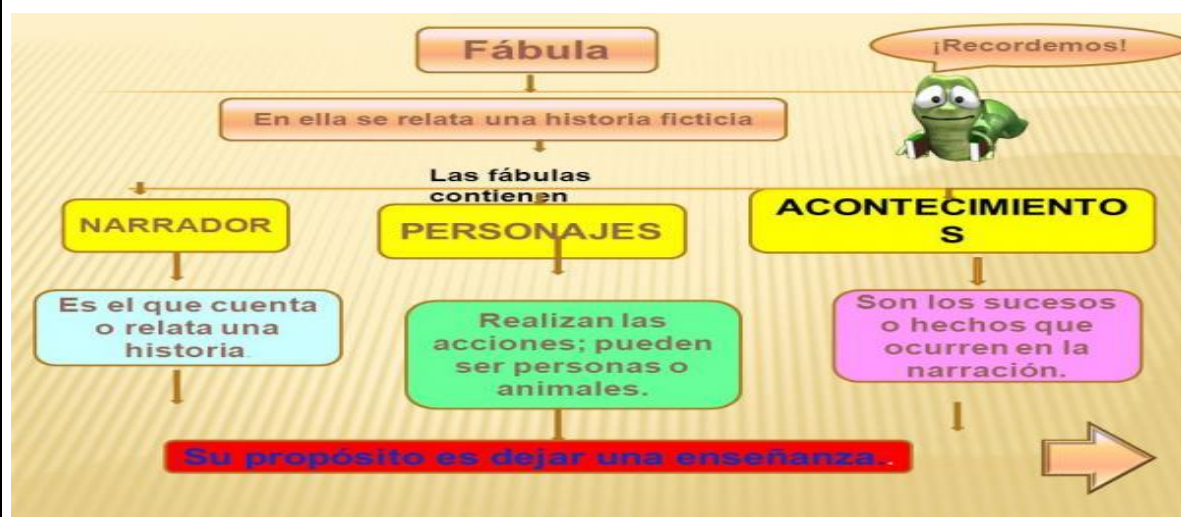 Fábula
¡Recordemos!
En ella se relata una historia ficticia
Las fábulas
contienen
NARRADOR
PERSONAJES
ACONTECIMIENTO
S
Es el que cuenta
o relata una
historia.
Realizan las
acciones; pueden
ser personas o
animales.
Son los sucesos
o hechos que
ocurren en la
narración.
Su propósito es dejar una enseñanza..